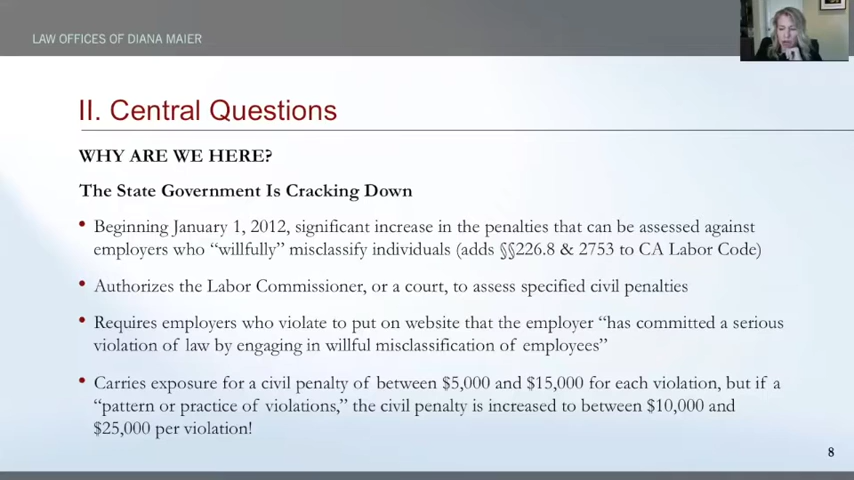 LAW OFFICES OF DIANA MAIER
II. Central Questions
WHY ARE WE HERE?
The State Government Is Cracking Down
• Beginning January 1, 2012, significant increase in the penalties that can be assessed against
employers who “willfully” misclassify individuals (adds §§226.8 & 2753 to CA Labor Code)
• Authorizes the Labor Commissioner, or a court, to assess specified civil penalties
• Requires employers who violate to put on website that the employer “has committed a serious
violation of law by engaging in willful misclassification of employees”
• Carries exposure for a civil penalty of between $5,000 and $15,000 for each violation, but if a
“pattern or practice of violations,” the civil penalty is increased to between $10,000 and
$25,000 per violation!
8